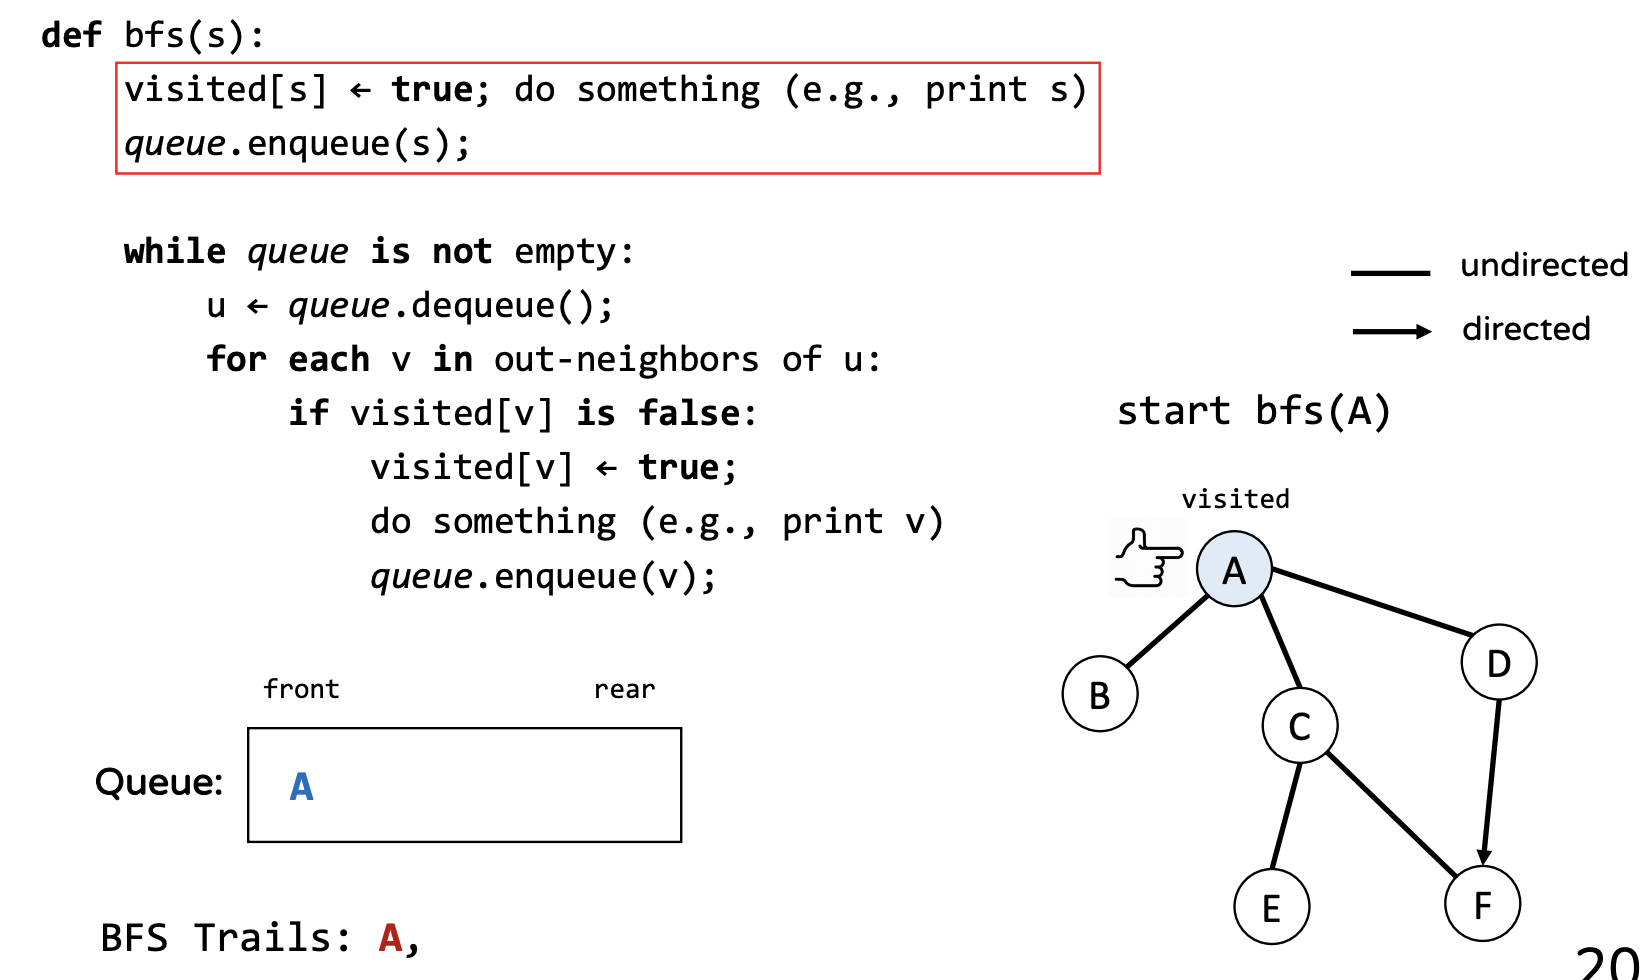 def bfs(s):
visited[s] ← true; do something (e.g., print s)
queue.enqueue(s);
while queue is not empty:
u ← queue.dequeue();
for each v in out-neighbors of u:
if visited[v] is false:
visited[v] ← true;
do something (e.g., print v)
queue.enqueue(v);
undirected
directed
start bfs(A)
visited
A
B
C
D
E
F
front rear
Queue: A
BFS Trails: A,
20